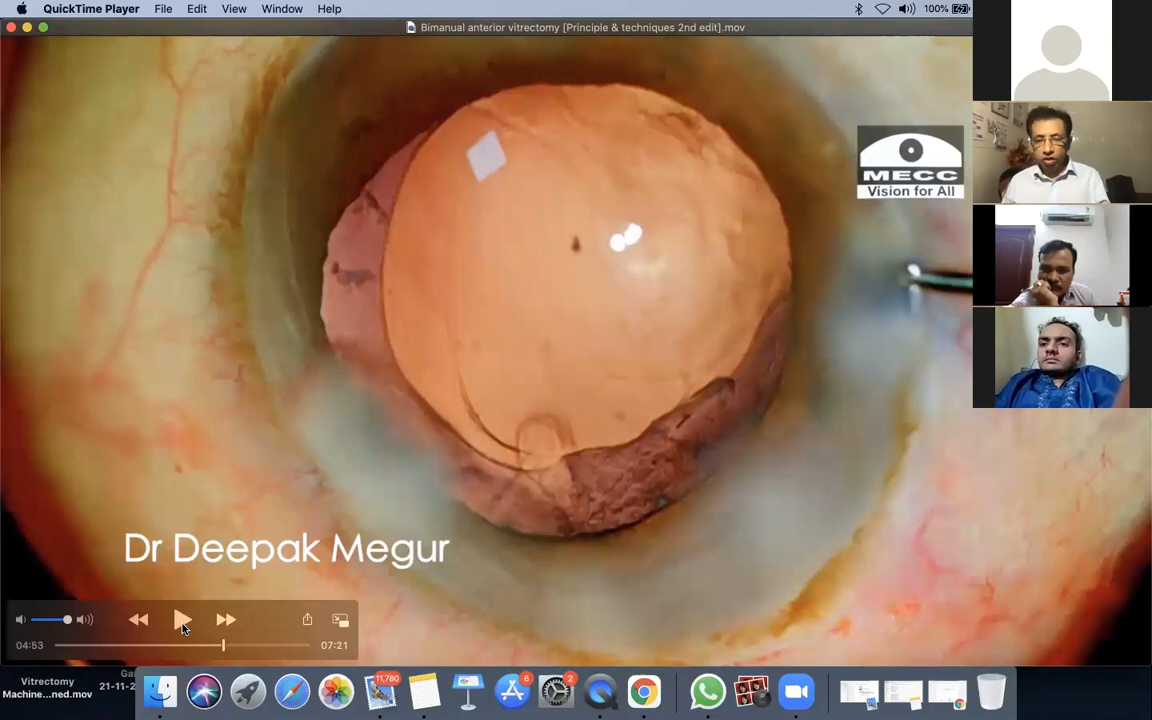 QuickTime Player File Edit View Window Help 100%
Bimanual anterior vitrectomy [Principle & techniques 2nd edit].mov
MECC
Vision for All
Dr Deepak Megur
04:53 07:21
Vitrectomy
Machine...ned.mov
21-11-2
11,780
6
2